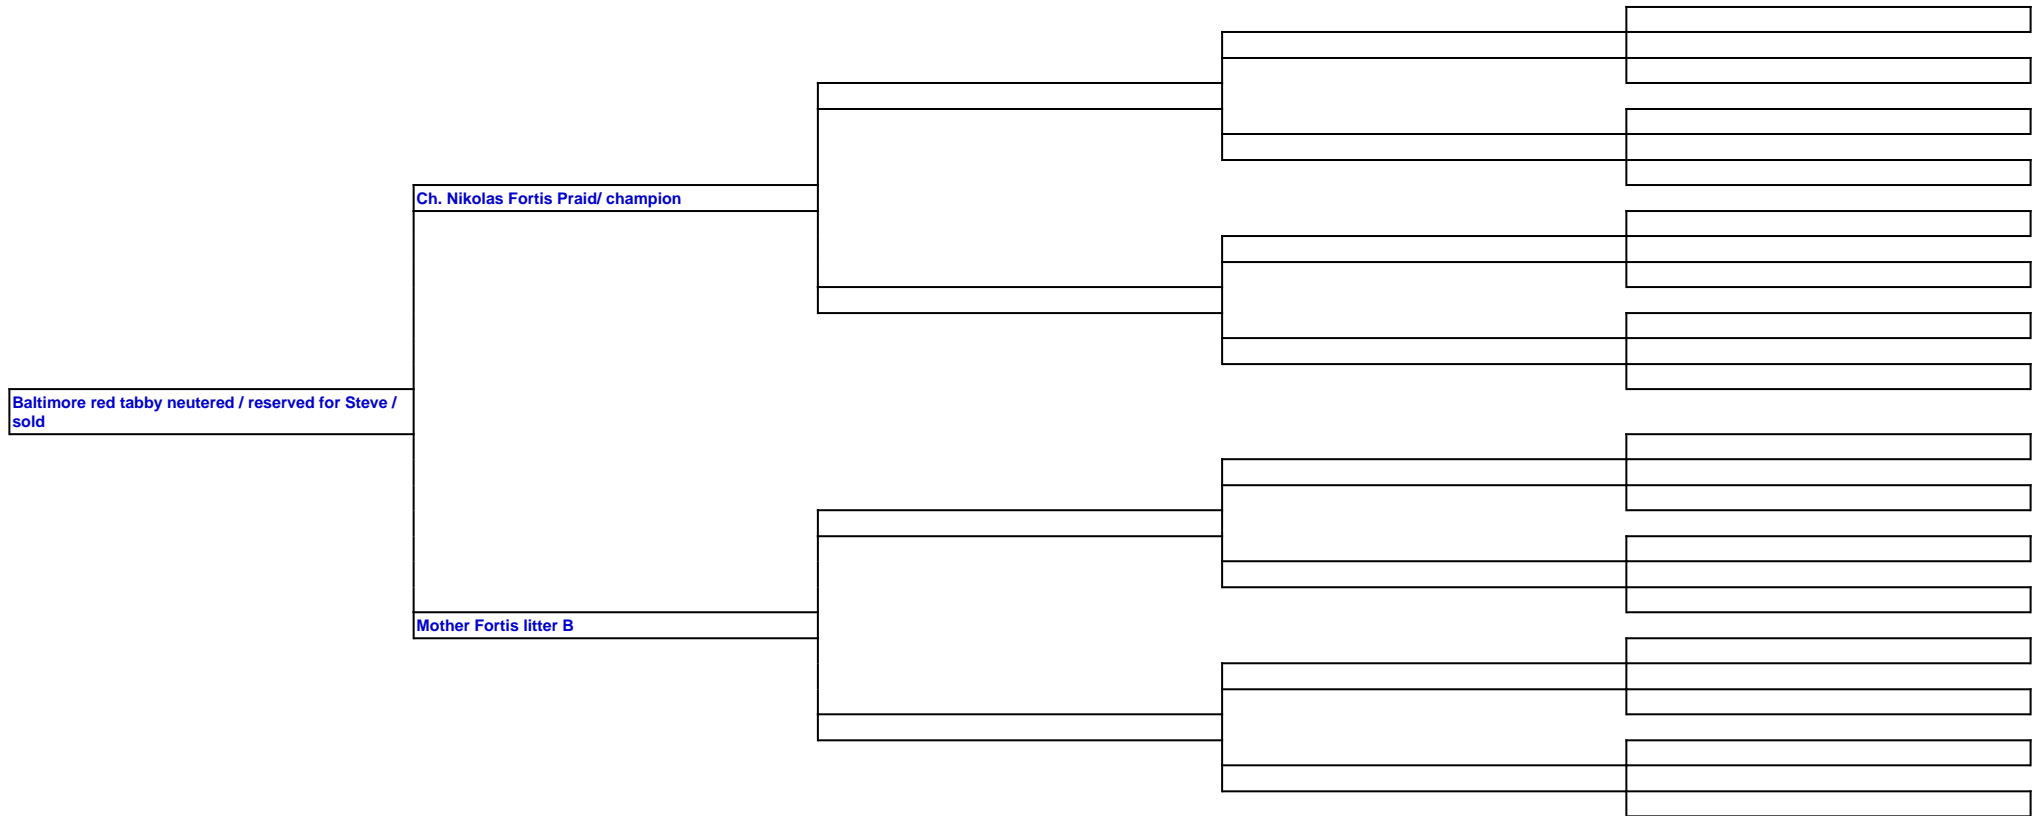 Ch. Nikolas Fortis Praid/ champion
Baltimore red tabby neutered / reserved for Steve /
sold
Mother Fortis litter B